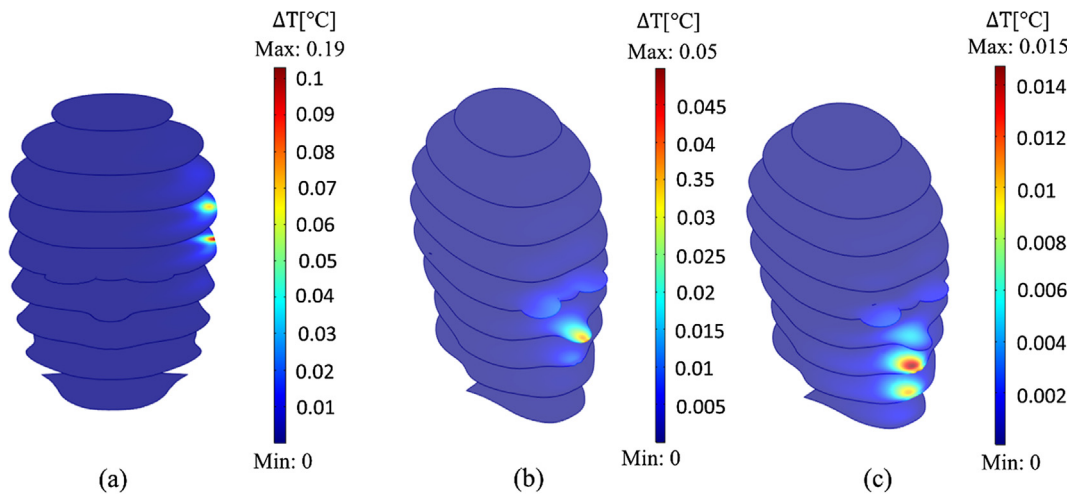 ΔT[°C]
Max: 0.19
0.1
0.09
0.08
0.07
0.06
0.05
0.04
0.03
0.02
0.01
Min: 0
(a)
ΔT[°C]
Max: 0.05
0.045
0.04
0.35
0.03
0.025
0.02
0.015
0.01
0.005
Min: 0
(b)
ΔT[°C]
Max: 0.015
0.014
0.012
0.01
0.008
0.006
0.004
0.002
Min: 0
(c)